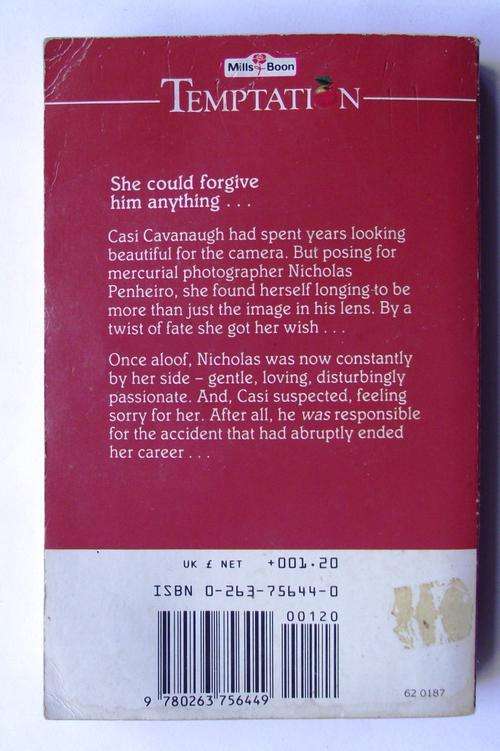 Mills & Boon
TEMPTATION
She could forgive
him anything . . .
Casi Cavanaugh had spent years looking
beautiful for the camera. But posing for
mercurial photographer Nicholas
Penheiro, she found herself longing to be
more than just the image in his lens. By a
twist of fate she got her wish . . .
Once aloof, Nicholas was now constantly
by her side – gentle, loving, disturbingly
passionate. And, Casi suspected, feeling
sorry for her. After all, he was responsible
for the accident that had abruptly ended
her career . . .
UK £ NET +001.20
ISBN 0-263-75644-0
00120
9 780263 756449
62 0187